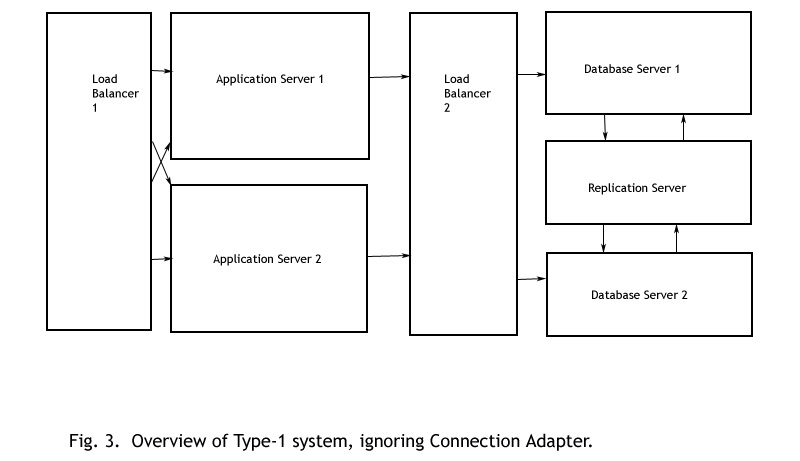 Load
Balancer
1
Application Server 1
Load
Balancer
2
Database Server 1
Replication Server
Application Server 2
Database Server 2
Fig. 3.  Overview of Type-1 system, ignoring Connection Adapter.